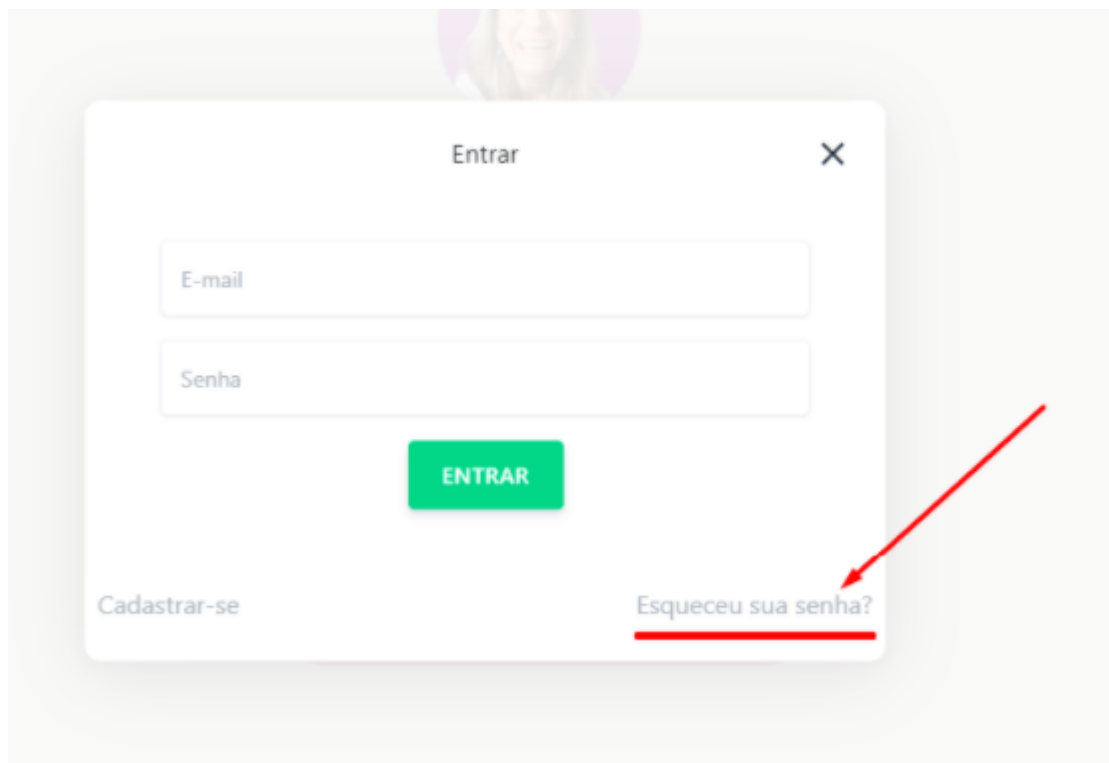 Entrar
E-mail
Senha
ENTRAR
Cadastrar-se
Esqueceu sua senha?